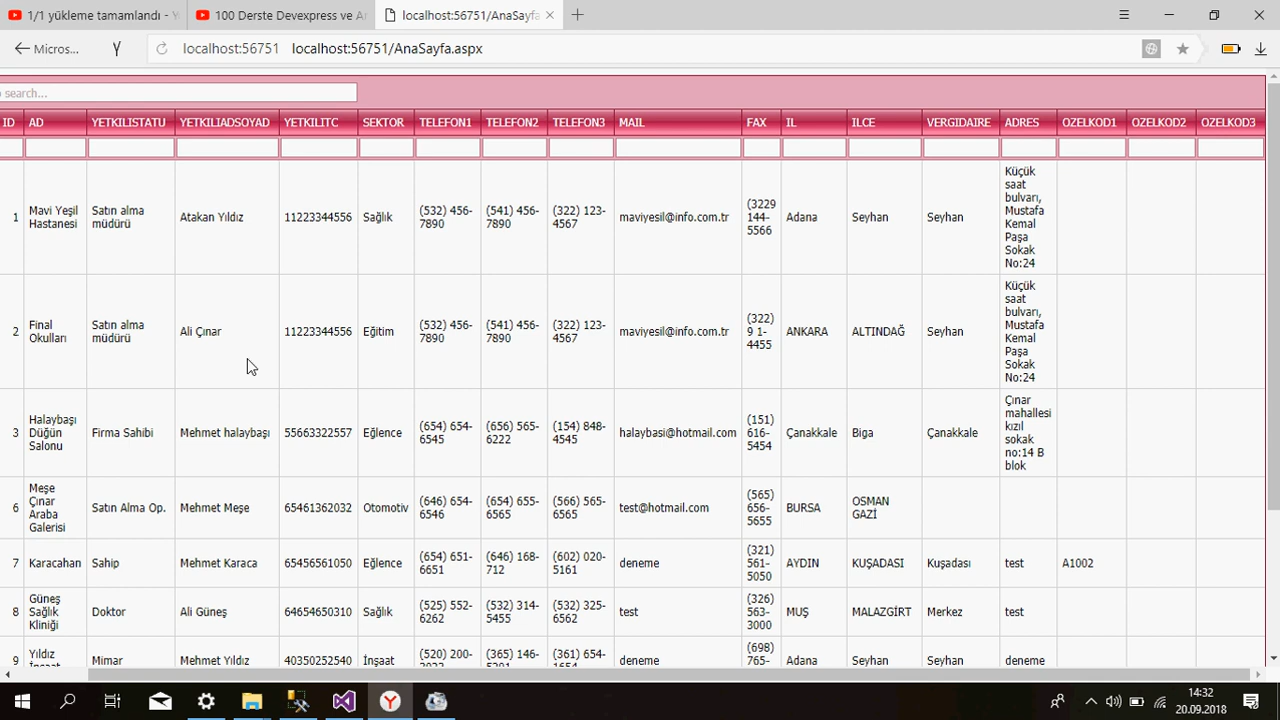 1/1 yükleme tamamlandı - Y
100 Derste Devexpress ve Ar
localhost:56751/AnaSayfa
Micros...
localhost:56751 localhost:56751/AnaSayfa.aspx
search...
ID AD YETKILISTATU YETKILIADSOYAD YETKILITC SEKTOR TELEFON1 TELEFON2 TELEFON3 MAIL FAX IL ILCE VERGIDAIRE ADRES OZELKOD1 OZELKOD2 OZELKOD3
1 Mavi Yeşil Hastanesi Satın alma müdürü Atakan Yıldız 11223344556 Sağlık (532) 456-7890 (541) 456-7890 (322) 123-4567 maviyesil@info.com.tr (3229 144-5566 Adana Seyhan Seyhan Küçük saat bulvarı, Mustafa Kemal Paşa Sokak No:24
2 Final Okulları Satın alma müdürü Ali Çınar 11223344556 Eğitim (532) 456-7890 (541) 456-7890 (322) 123-4567 maviyesil@info.com.tr (322) 9 1-4455 ANKARA ALTINDAĞ Seyhan Küçük saat bulvarı, Mustafa Kemal Paşa Sokak No:24
3 Halaybaşı Düğün Salonu Firma Sahibi Mehmet halaybaşı 55663322557 Eğlence (654) 654-6545 (656) 565-6222 (154) 848-4545 halaybasi@hotmail.com (151) 616-5454 Çanakkale Biga Çanakkale Çınar mahallesi kızıl sokak no:14 B blok
6 Meşe Çınar Araba Galerisi Satın Alma Op. Mehmet Meşe 65461362032 Otomotiv (646) 654-6546 (654) 655-6565 (566) 565-6565 test@hotmail.com (565) 656-5655 BURSA OSMAN GAZİ
7 Karacahan Sahip Mehmet Karaca 65456561050 Eğlence (654) 651-6651 (646) 168-712 (602) 020-5161 deneme (321) 561-5050 AYDIN KUŞADASI Kuşadası test A1002
8 Güneş Sağlık Kliniği Doktor Ali Güneş 64654650310 Sağlık (525) 552-6262 (532) 314-5455 (532) 325-6562 test (326) 563-3000 MUŞ MALAZGİRT Merkez test
9 Yıldız Mimar Mehmet Yıldız 40350252540 İnşaat (520) 200- (365) 146- (361) 654- deneme (698) 765- Adana Seyhan Seyhan deneme
14:32
20.09.2018